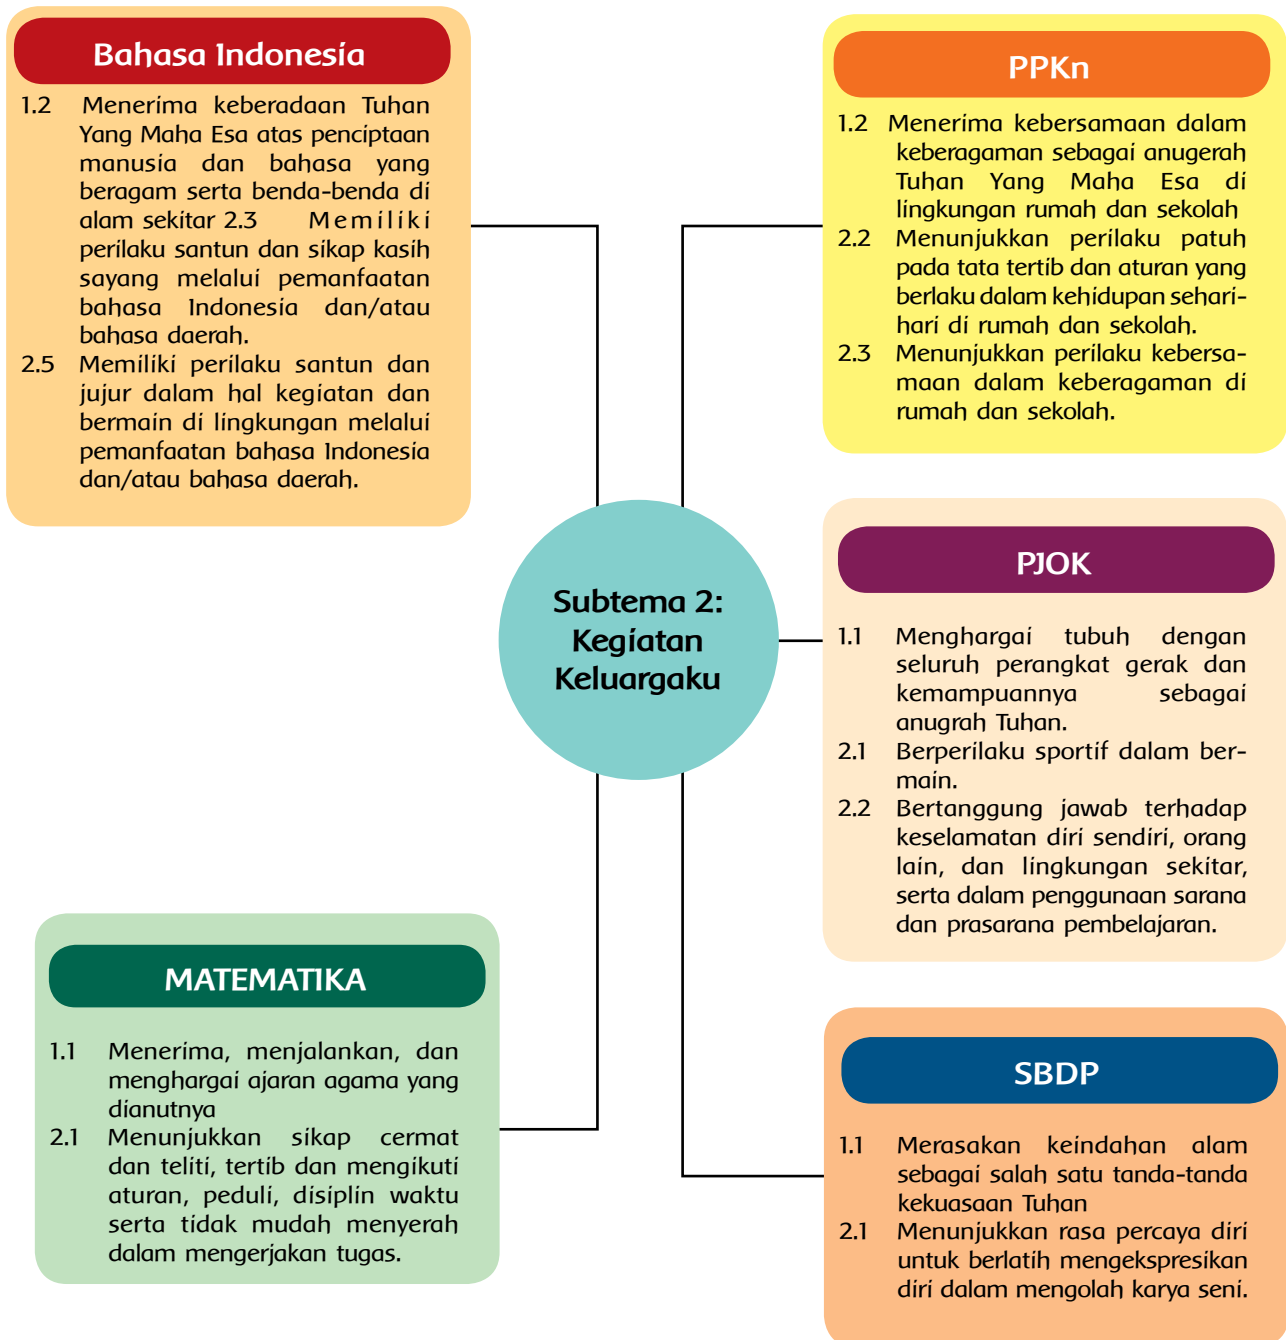 Bahasa Indonesia
1.2 Menerima keberadaan Tuhan
Yang Maha Esa atas penciptaan
manusia dan bahasa yang
beragam serta benda-benda di
alam sekitar 2.3 Memiliki
perilaku santun dan sikap kasih
sayang melalui pemanfaatan
bahasa Indonesia dan/atau
bahasa daerah.
2.5 Memiliki perilaku santun dan
jujur dalam hal kegiatan dan
bermain di lingkungan melalui
pemanfaatan bahasa Indonesia
dan/atau bahasa daerah.
PPKn
1.2 Menerima kebersamaan dalam
keberagaman sebagai anugerah
Tuhan Yang Maha Esa di
lingkungan rumah dan sekolah
2.2 Menunjukkan perilaku patuh
pada tata tertib dan aturan yang
berlaku dalam kehidupan sehari-
hari di rumah dan sekolah.
2.3 Menunjukkan perilaku kebersa-
maan dalam keberagaman di
rumah dan sekolah.
Subtema 2:
Kegiatan
Keluargaku
PJOK
1.1 Menghargai tubuh dengan
seluruh perangkat gerak dan
kemampuannya sebagai
anugrah Tuhan.
2.1 Berperilaku sportif dalam ber-
main.
2.2 Bertanggung jawab terhadap
keselamatan diri sendiri, orang
lain, dan lingkungan sekitar,
serta dalam penggunaan sarana
dan prasarana pembelajaran.
MATEMATIKA
1.1 Menerima, menjalankan, dan
menghargai ajaran agama yang
dianutnya
2.1 Menunjukkan sikap cermat
dan teliti, tertib dan mengikuti
aturan, peduli, disiplin waktu
serta tidak mudah menyerah
dalam mengerjakan tugas.
SBDP
1.1 Merasakan keindahan alam
sebagai salah satu tanda-tanda
kekuasaan Tuhan
2.1 Menunjukkan rasa percaya diri
untuk berlatih mengekspresikan
diri dalam mengolah karya seni.